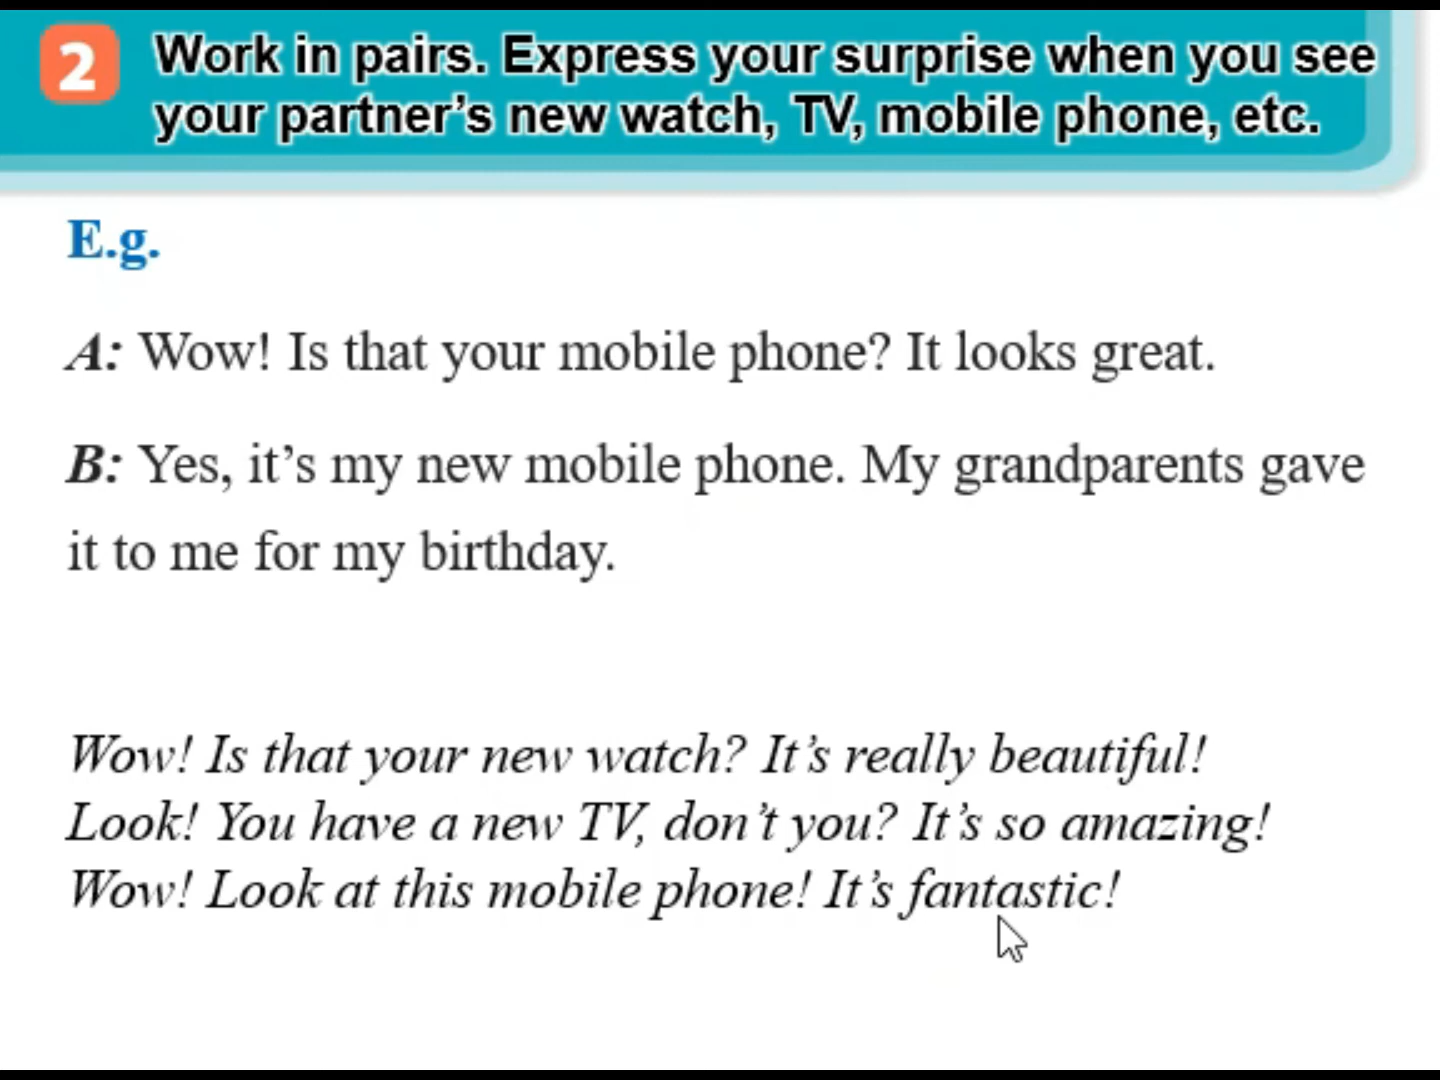 2 Work in pairs. Express your surprise when you see
your partner’s new watch, TV, mobile phone, etc.
E.g.
A: Wow! Is that your mobile phone? It looks great.
B: Yes, it’s my new mobile phone. My grandparents gave
it to me for my birthday.
Wow! Is that your new watch? It’s really beautiful!
Look! You have a new TV, don’t you? It’s so amazing!
Wow! Look at this mobile phone! It’s fantastic!